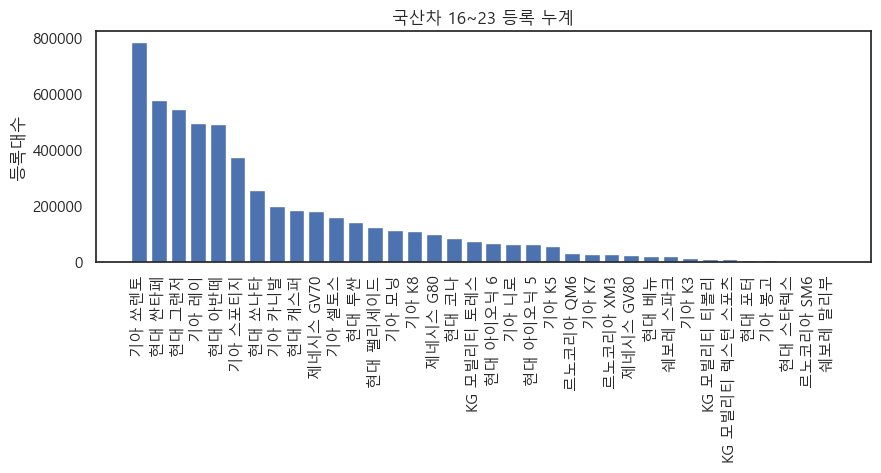 국산차 16~23 등록 누계
등록대수
800000
600000
400000
200000
0
기아 쏘렌토
현대 싼타페
현대 그랜저
기아 레이
현대 아반떼
기아 스포티지
현대 쏘나타
기아 카니발
현대 캐스퍼
제네시스 GV70
기아 셀토스
현대 투싼
현대 팰리세이드
기아 모닝
기아 K8
제네시스 G80
현대 코나
KG 모빌리티 토레스
현대 아이오닉 6
기아 니로
현대 아이오닉 5
기아 K5
르노코리아 QM6
기아 K7
르노코리아 XM3
제네시스 GV80
현대 베뉴
쉐보레 스파크
기아 K3
KG 모빌리티 티볼리
KG 모빌리티 렉스턴 스포츠
현대 포터
기아 봉고
현대 스타렉스
르노코리아 SM6
쉐보레 말리부